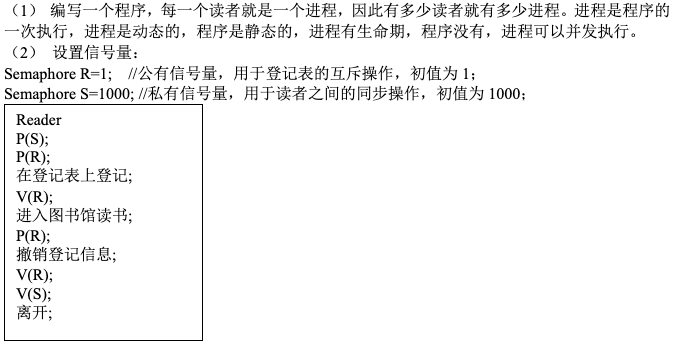 （1） 编写一个程序，每一个读者就是一个进程，因此有多少读者就有多少进程。进程是程序的
一次执行，进程是动态的，程序是静态的，进程有生命期，程序没有，进程可以并发执行。
（2） 设置信号量：
Semaphore R=1; //公有信号量，用于登记表的互斥操作，初值为 1；
Semaphore S=1000; //私有信号量，用于读者之间的同步操作，初值为 1000；
Reader
P(S);
P(R);
在登记表上登记;
V(R);
进入图书馆读书;
P(R);
撤销登记信息;
V(R);
V(S);
离开;